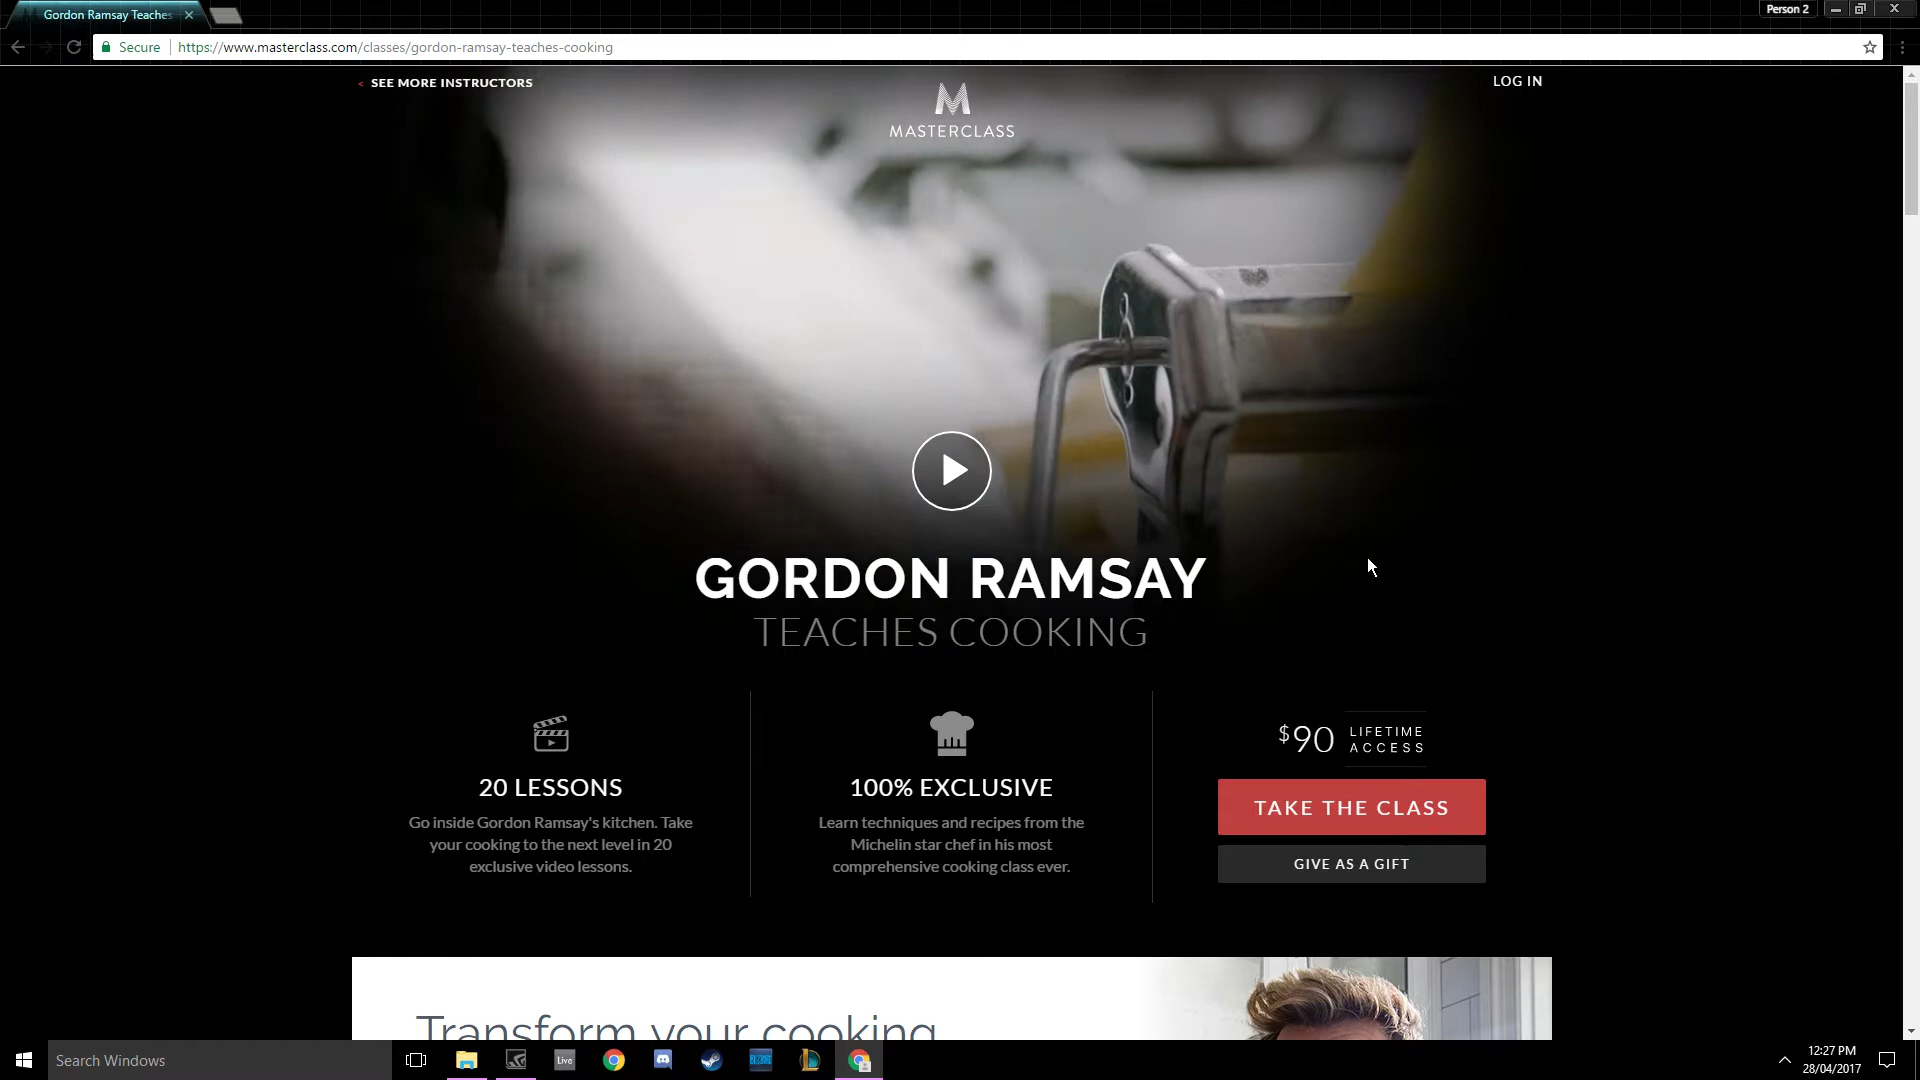 Gordon Ramsay Teaches
Person 2
Secure
https://www.masterclass.com/classes/gordon-ramsay-teaches-cooking
< SEE MORE INSTRUCTORS
MASTERCLASS
LOG IN
GORDON RAMSAY
TEACHES COOKING
20 LESSONS
Go inside Gordon Ramsay's kitchen. Take
your cooking to the next level in 20
exclusive video lessons.
100% EXCLUSIVE
Learn techniques and recipes from the
Michelin star chef in his most
comprehensive cooking class ever.
$90 LIFETIME
ACCESS
TAKE THE CLASS
GIVE AS A GIFT
Transform your cooking
Search Windows
Live
12:27 PM
28/04/2017